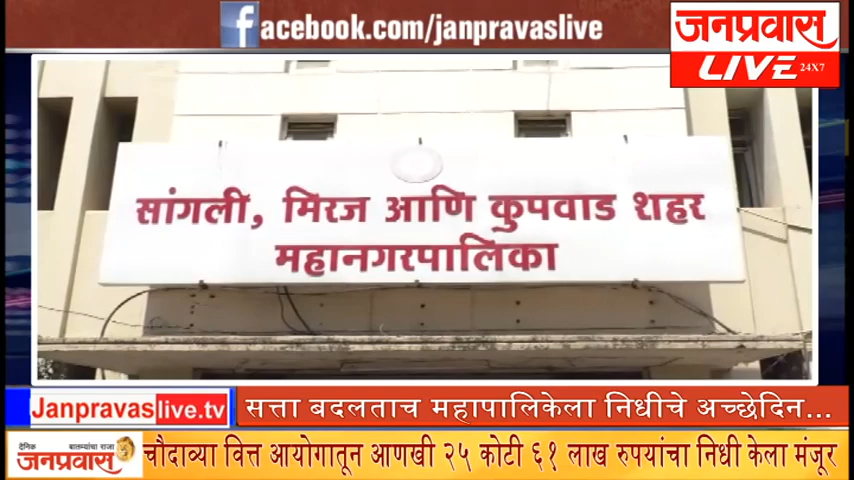 facebook.com/janpravaslive
जनप्रवास
LIVE 24X7
सांगली, मिरज आणि कुपवाड शहर
महानगरपालिका
Janpravaslive.tv
सत्ता बदलताच महापालिकेला निधीचे अच्छेदिन...
दैनिक बातम्यांचा राजा
जनप्रवास
चौदाव्या वित्त आयोगातून आणखी २५ कोटी ६१ लाख रुपयांचा निधी केला मंजूर